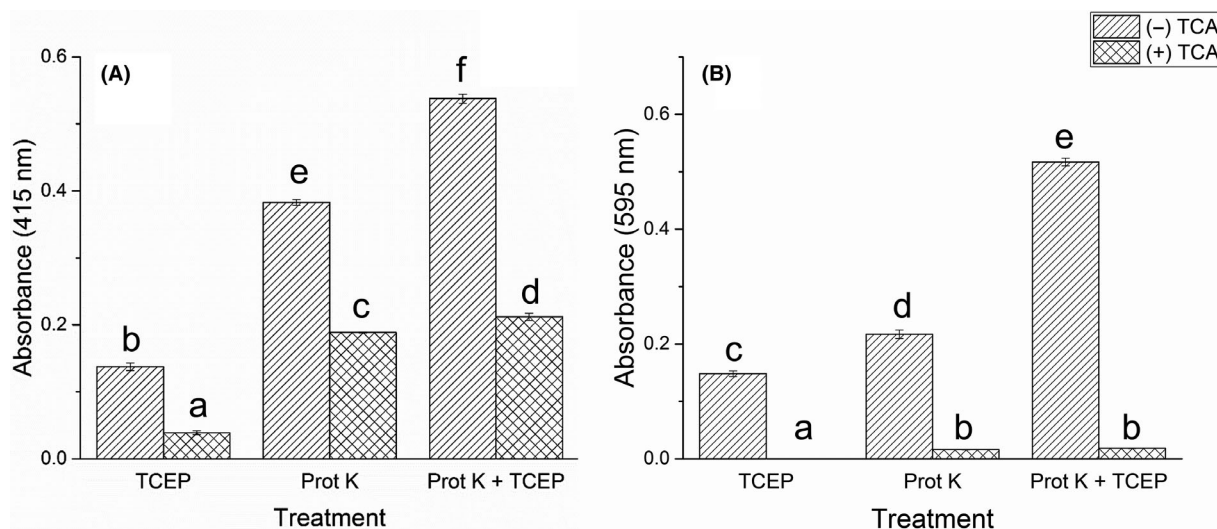 (A)
Absorbance (415 nm)
0.6
0.4
0.2
0.0
b
a
e
c
f
d
TCEP
Prot K
Prot K + TCEP
Treatment
(B)
(−) TCA
(+) TCA
Absorbance (595 nm)
0.6
0.4
0.2
0.0
c
a
d
b
e
b
TCEP
Prot K
Prot K + TCEP
Treatment